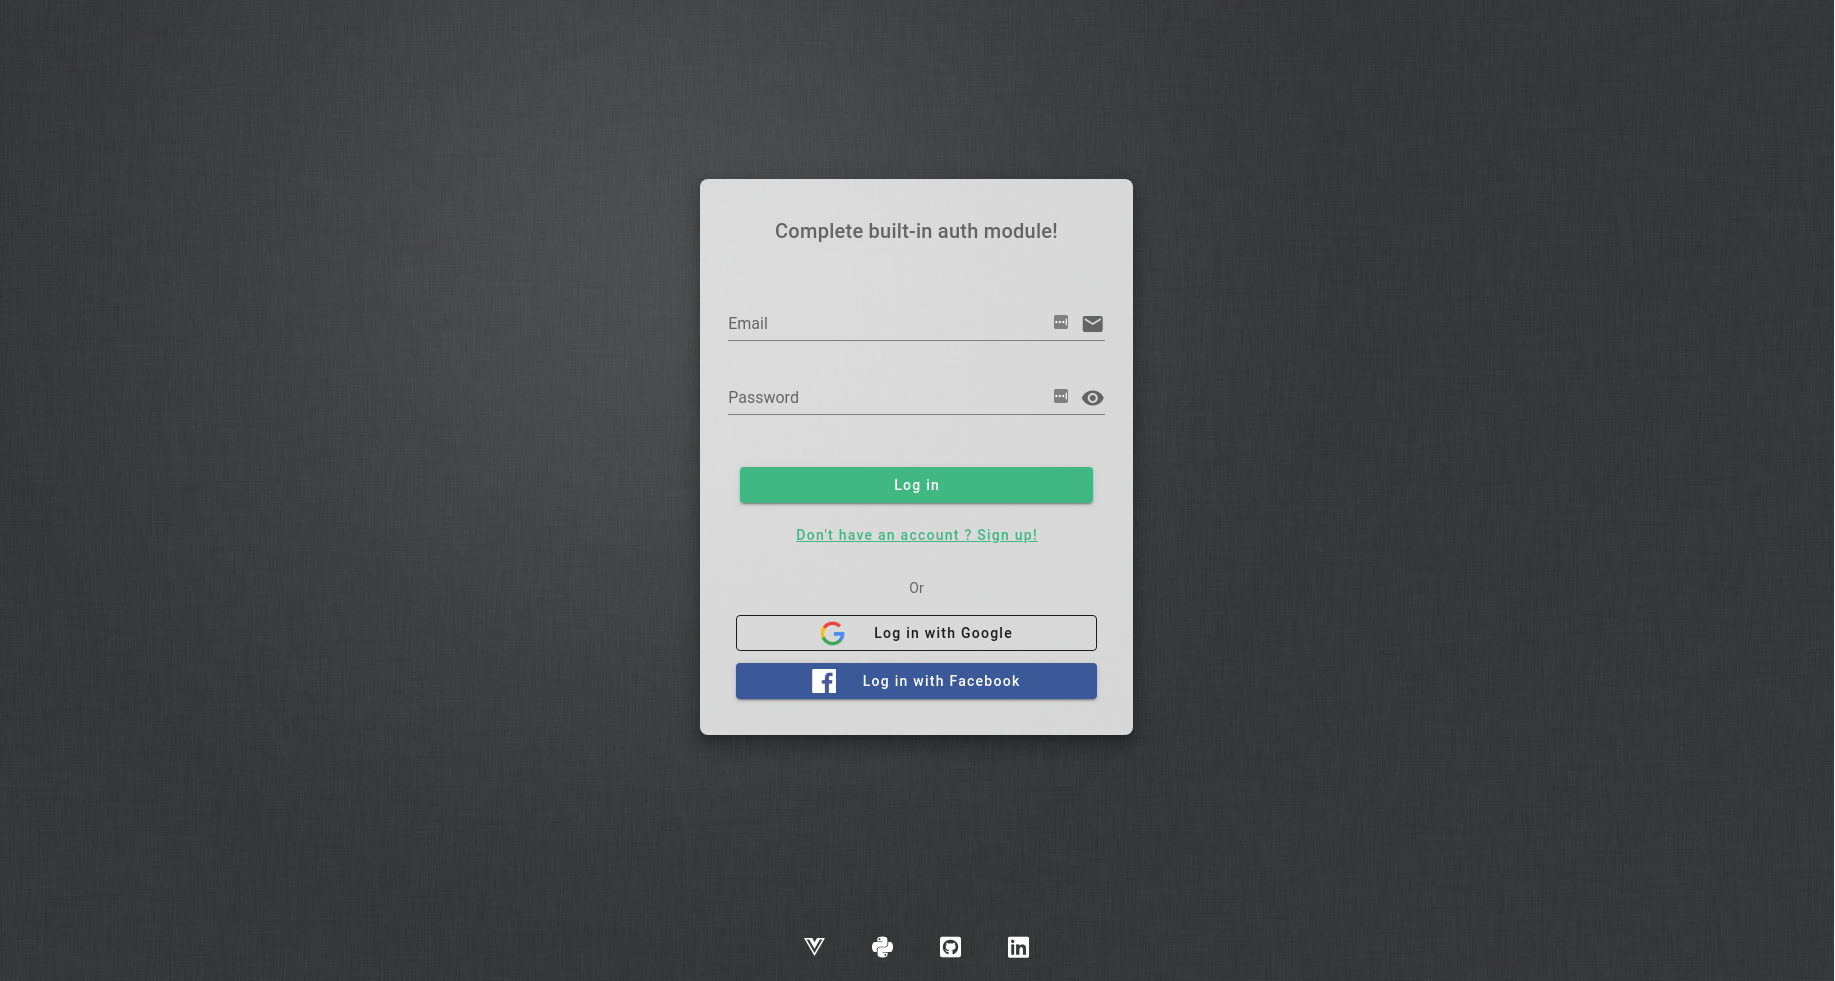 Complete built-in auth module!
Email
Password
Log in
Don't have an account ? Sign up!
Or
Log in with Google
Log in with Facebook